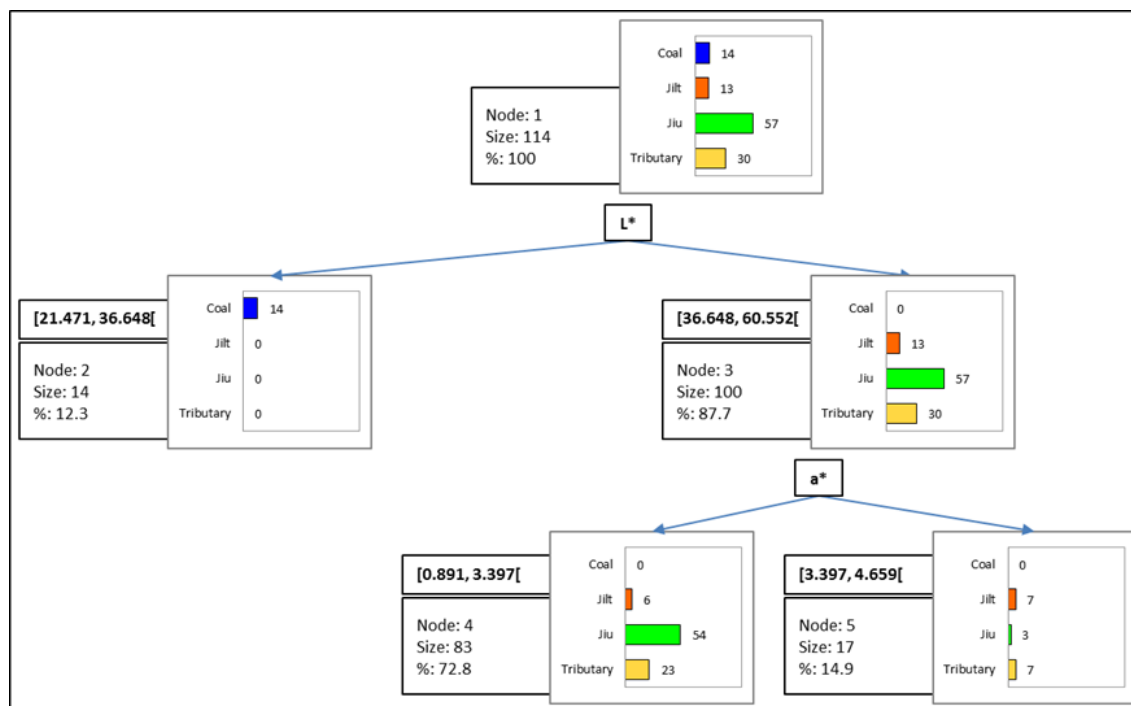 Coal 14
Jilt 13
Jiu 57
Tributary 30
Node: 1
Size: 114
%: 100
L*
[21.471, 36.648[
Node: 2
Size: 14
%: 12.3
Coal 14
Jilt 0
Jiu 0
Tributary 0
[36.648, 60.552[
Node: 3
Size: 100
%: 87.7
Coal 0
Jilt 13
Jiu 57
Tributary 30
a*
[0.891, 3.397[
Node: 4
Size: 83
%: 72.8
Coal 0
Jilt 6
Jiu 54
Tributary 23
[3.397, 4.659[
Node: 5
Size: 17
%: 14.9
Coal 0
Jilt 7
Jiu 3
Tributary 7